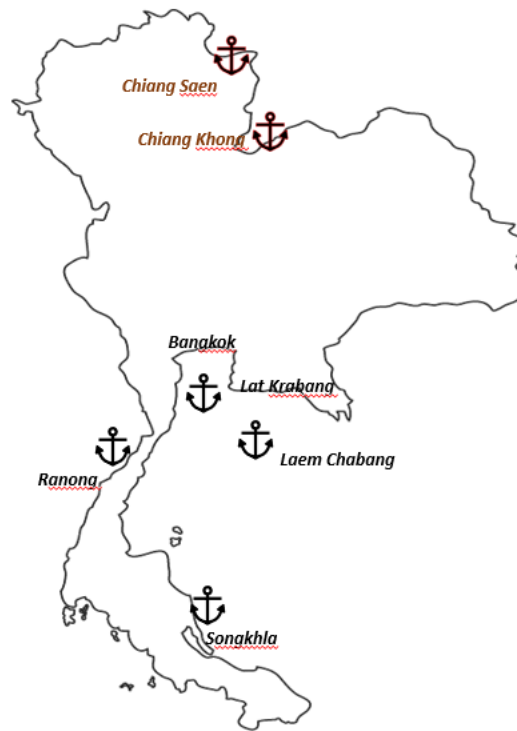 Chiang Saen
Chiang Khong
Bangkok
Lat Krabang
Laem Chabang
Ranong
Songkhla